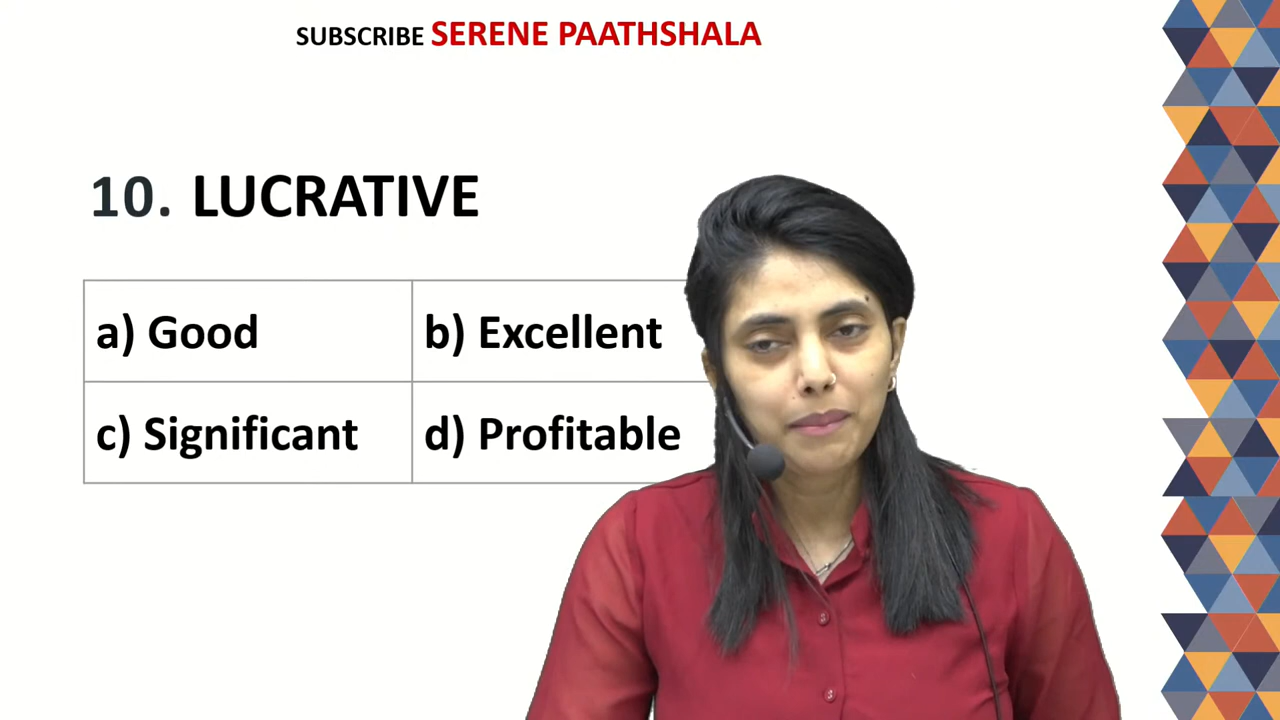 SUBSCRIBE SERENE PAATHSHALA
10. LUCRATIVE
a) Good
b) Excellent
c) Significant
d) Profitable